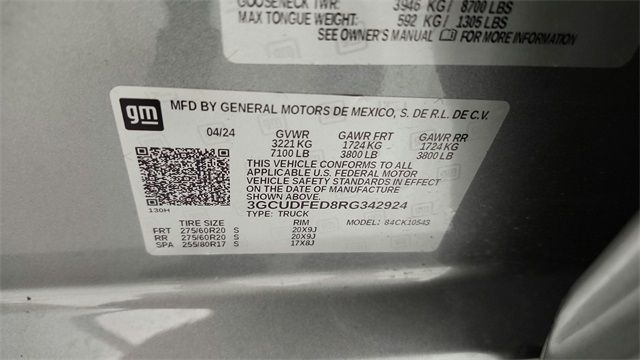 GOOSENECK TWR: 3946 KG / 8700 LBS
MAX TONGUE WEIGHT: 592 KG / 1305 LBS
SEE OWNER'S MANUAL FOR MORE INFORMATION
gm MFD BY GENERAL MOTORS DE MEXICO, S. DE R.L. DE C.V.
04/24 GVWR GAWR FRT GAWR RR
3221 KG 1724 KG 1724 KG
7100 LB 3800 LB 3800 LB
THIS VEHICLE CONFORMS TO ALL
APPLICABLE U.S. FEDERAL MOTOR
VEHICLE SAFETY STANDARDS IN EFFECT
ON THE DATE OF MANUFACTURE
SHOWN ABOVE.
3GCUDFED8RG342924
130H TYPE: TRUCK MODEL: 84CK10543
TIRE SIZE RIM
FRT 275/60R20 S 20X9J
RR 275/60R20 S 20X9J
SPA 255/80R17 S 17X8J